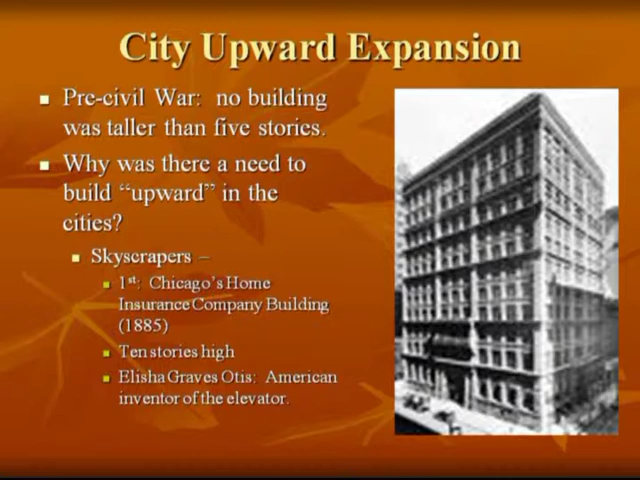 City Upward Expansion
Pre-civil War: no building
was taller than five stories.
Why was there a need to
build “upward” in the
cities?
Skyscrapers –
1st: Chicago’s Home
Insurance Company Building
(1885)
Ten stories high
Elisha Graves Otis: American
inventor of the elevator.